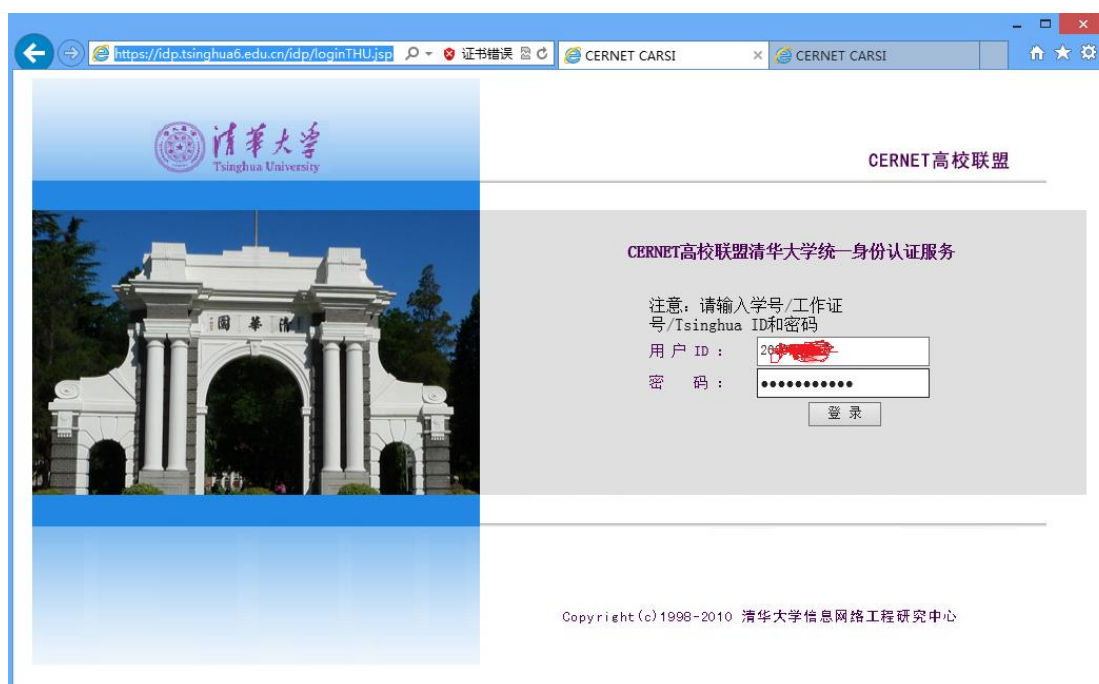 https://idp.tsinghua6.edu.cn/idp/loginTHU.jsp
证书错误
CERNET CARSI
CERNET CARSI
清華大学
Tsinghua University
CERNET高校联盟
園 華 清
CERNET高校联盟清华大学统一身份认证服务
注意：请输入学号/工作证
号/Tsinghua ID和密码
用 户 ID ：
20
密 码 ：
登 录
Copyright(c)1998-2010 清华大学信息网络工程研究中心